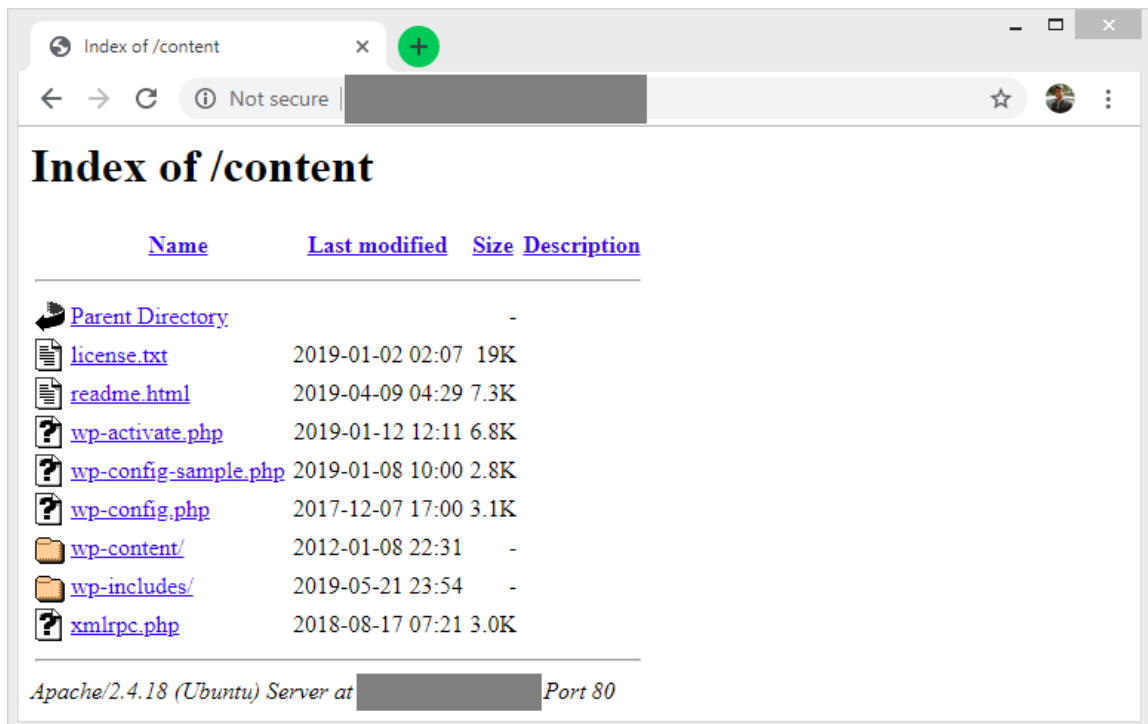 Index of /content
Not secure
Index of /content
Name Last modified Size Description
Parent Directory -
license.txt 2019-01-02 02:07 19K
readme.html 2019-04-09 04:29 7.3K
wp-activate.php 2019-01-12 12:11 6.8K
wp-config-sample.php 2019-01-08 10:00 2.8K
wp-config.php 2017-12-07 17:00 3.1K
wp-content/ 2012-01-08 22:31 -
wp-includes/ 2019-05-21 23:54 -
xmlrpc.php 2018-08-17 07:21 3.0K
Apache/2.4.18 (Ubuntu) Server at Port 80